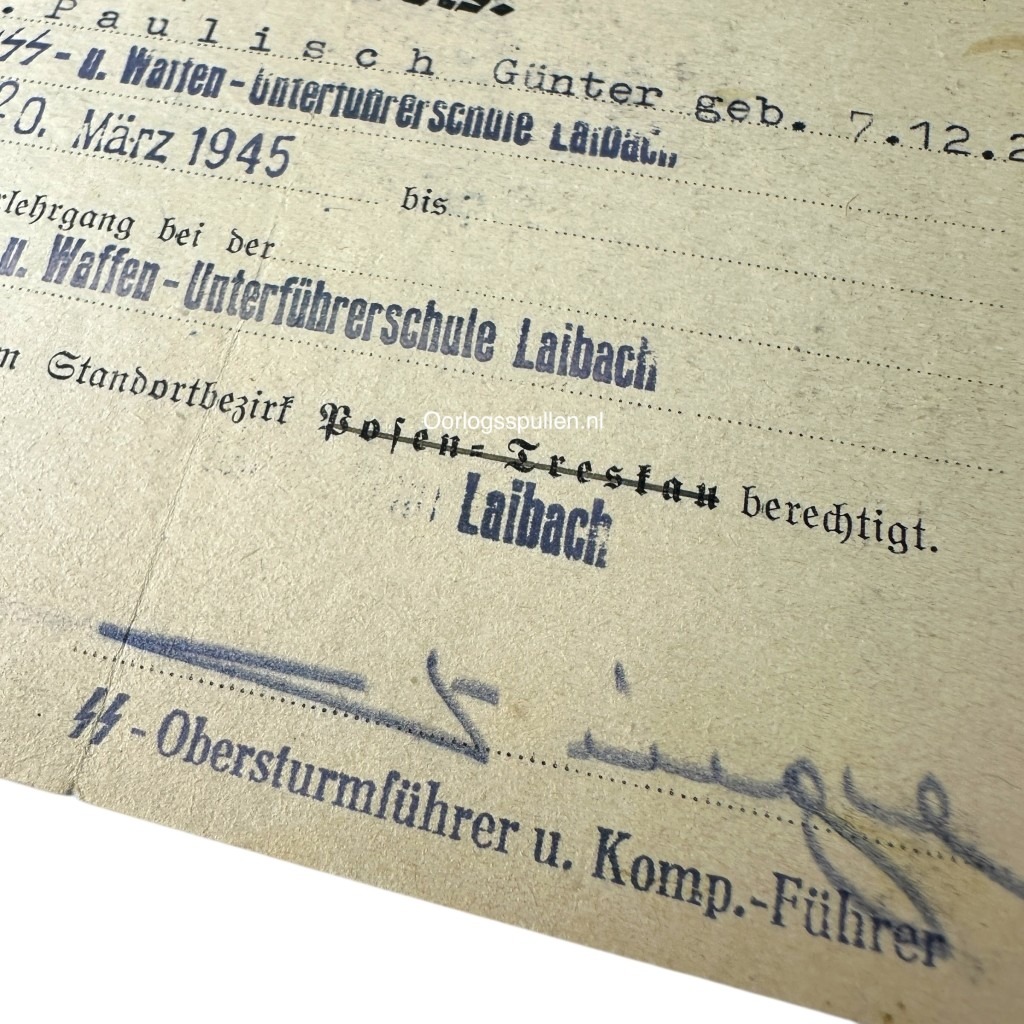 . Paulisch Günter geb. 7.12.2
SS-u. Waffen-Unterführerschule Laibach
20. März 1945 bis
rlehrgang bei der
u. Waffen-Unterführerschule Laibach
m Standortbezirk Posen-Treskau berechtigt.
Oorlogsspullen.nl
Laibach
SS-Obersturmführer u. Komp.-Führer